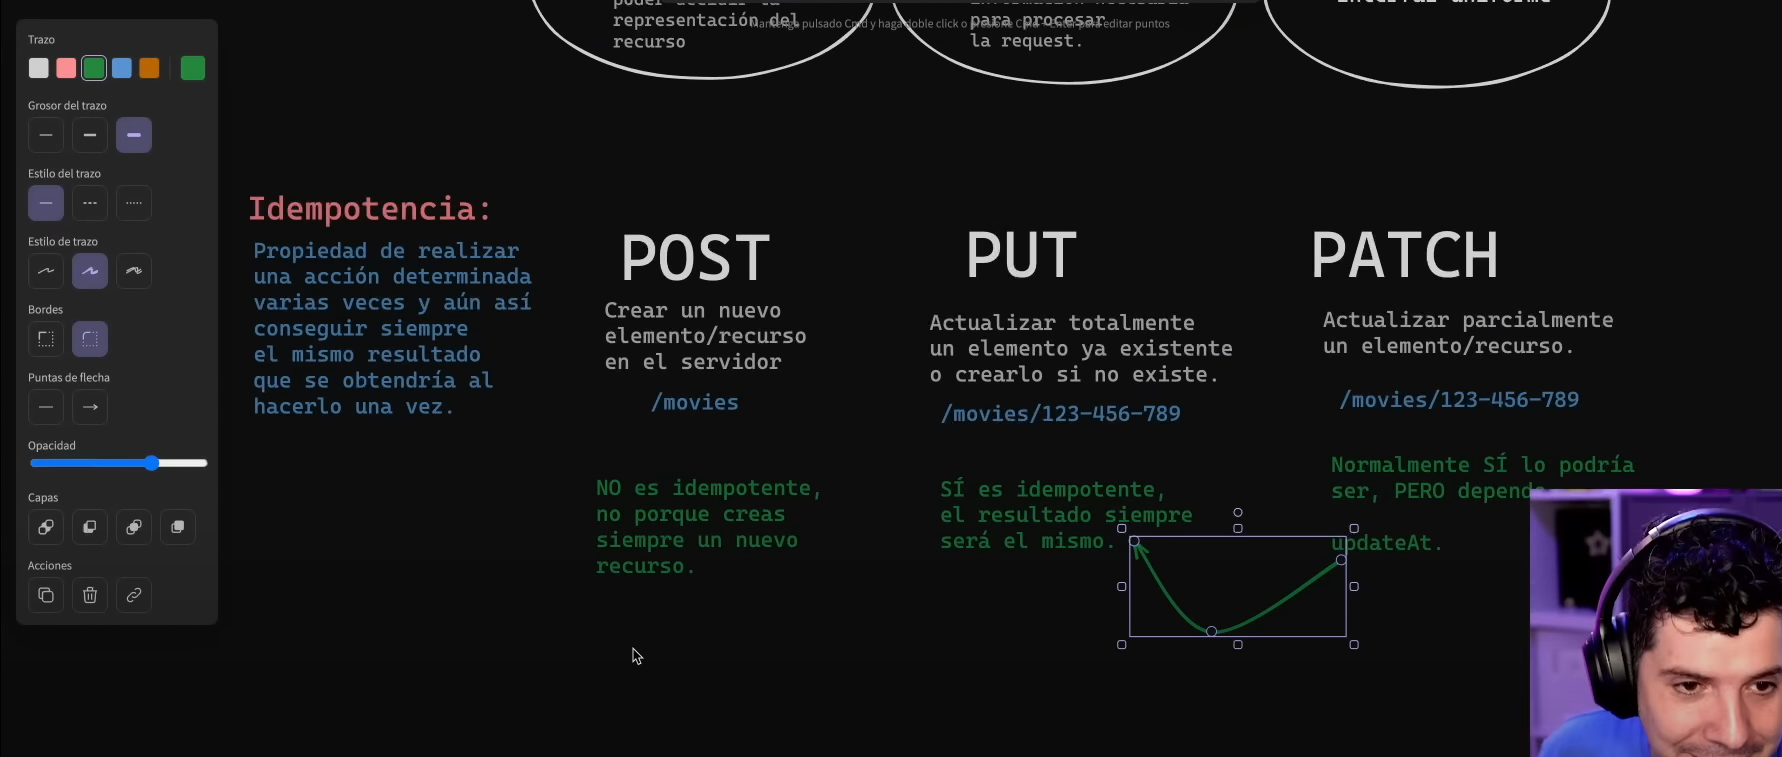 Trazo
Grosor del trazo
Estilo del trazo
Estilo de trazo
Bordes
Puntas de flecha
Opacidad
Capas
Acciones
representación del
recurso
Mantenga pulsado Cmd y haga doble click o presione Cmd + Enter para editar puntos
para procesar
la request.
Idempotencia:
Propiedad de realizar
una acción determinada
varias veces y aún así
conseguir siempre
el mismo resultado
que se obtendría al
hacerlo una vez.
POST
Crear un nuevo
elemento/recurso
en el servidor
/movies
NO es idempotente,
no porque creas
siempre un nuevo
recurso.
PUT
Actualizar totalmente
un elemento ya existente
o crearlo si no existe.
/movies/123-456-789
SÍ es idempotente,
el resultado siempre
será el mismo.
PATCH
Actualizar parcialmente
un elemento/recurso.
/movies/123-456-789
Normalmente SÍ lo podría
ser, PERO depende
updateAt.